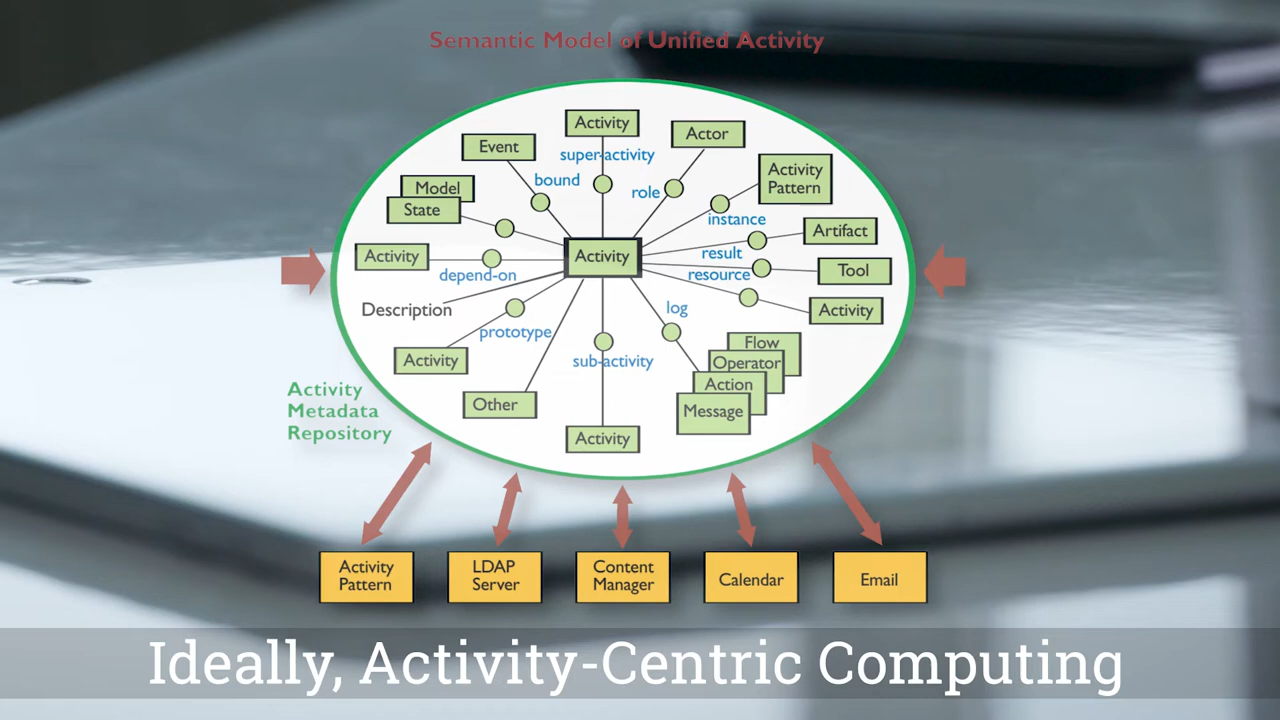 Semantic Model of Unified Activity
Activity
Event
Actor
super-activity
bound
role
Activity
Pattern
Model
State
instance
Activity
Activity
Artifact
result
depend-on
resource
Tool
Description
log
Activity
prototype
Flow
Activity
sub-activity
Operator
Action
Activity
Metadata
Repository
Other
Message
Activity
Activity
Pattern
LDAP
Server
Content
Manager
Calendar
Email
Ideally, Activity-Centric Computing